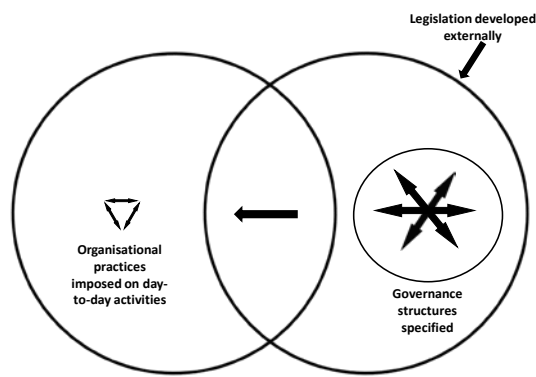 Legislation developed
externally
Organisational
practices
imposed on day-
to-day activities
Governance
structures
specified